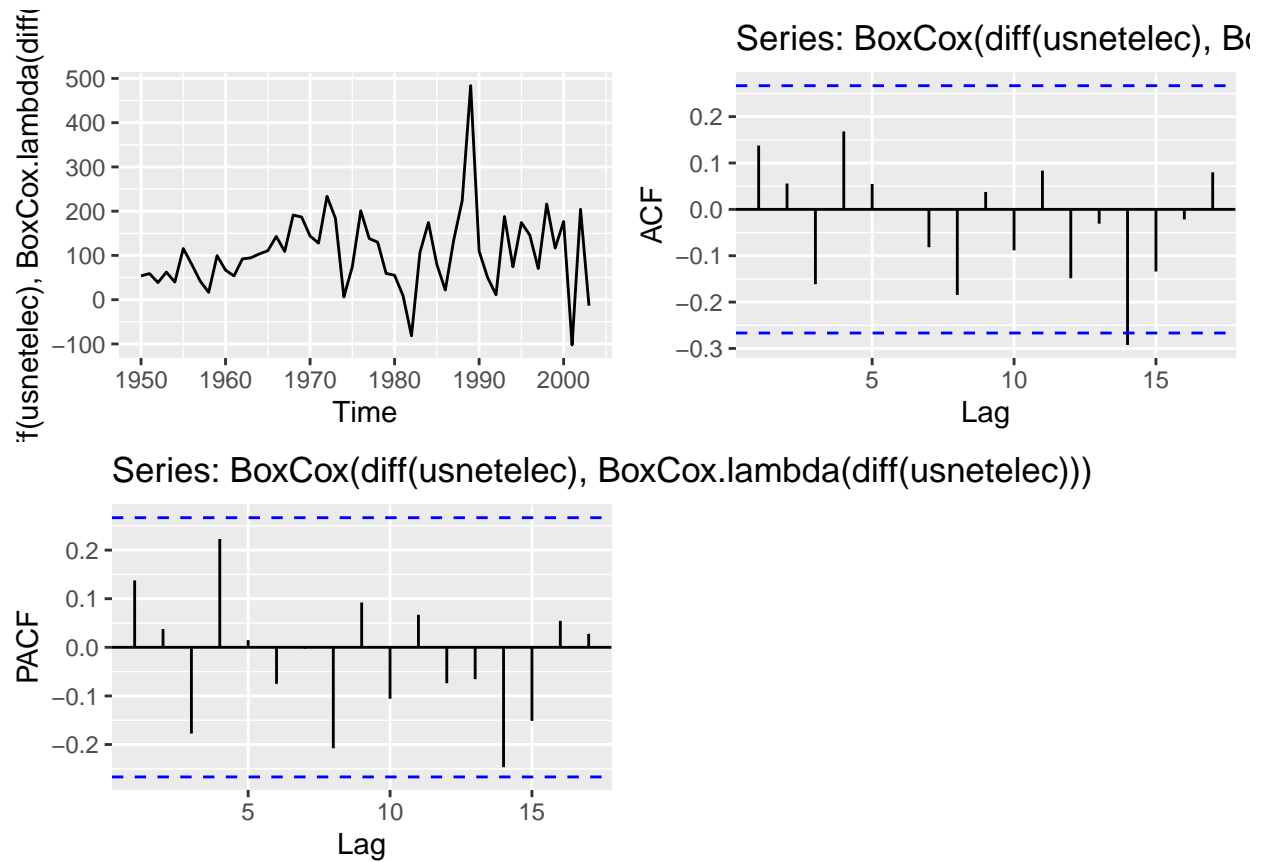 f(usnetelec), BoxCox.lambda(diff(
500
400
300
200
100
0
−100
1950 1960 1970 1980 1990 2000
Time
Series: BoxCox(diff(usnetelec), Bo
ACF
0.2
0.1
0.0
−0.1
−0.2
−0.3
5 10 15
Lag
Series: BoxCox(diff(usnetelec), BoxCox.lambda(diff(usnetelec)))
PACF
0.2
0.1
0.0
−0.1
−0.2
5 10 15
Lag